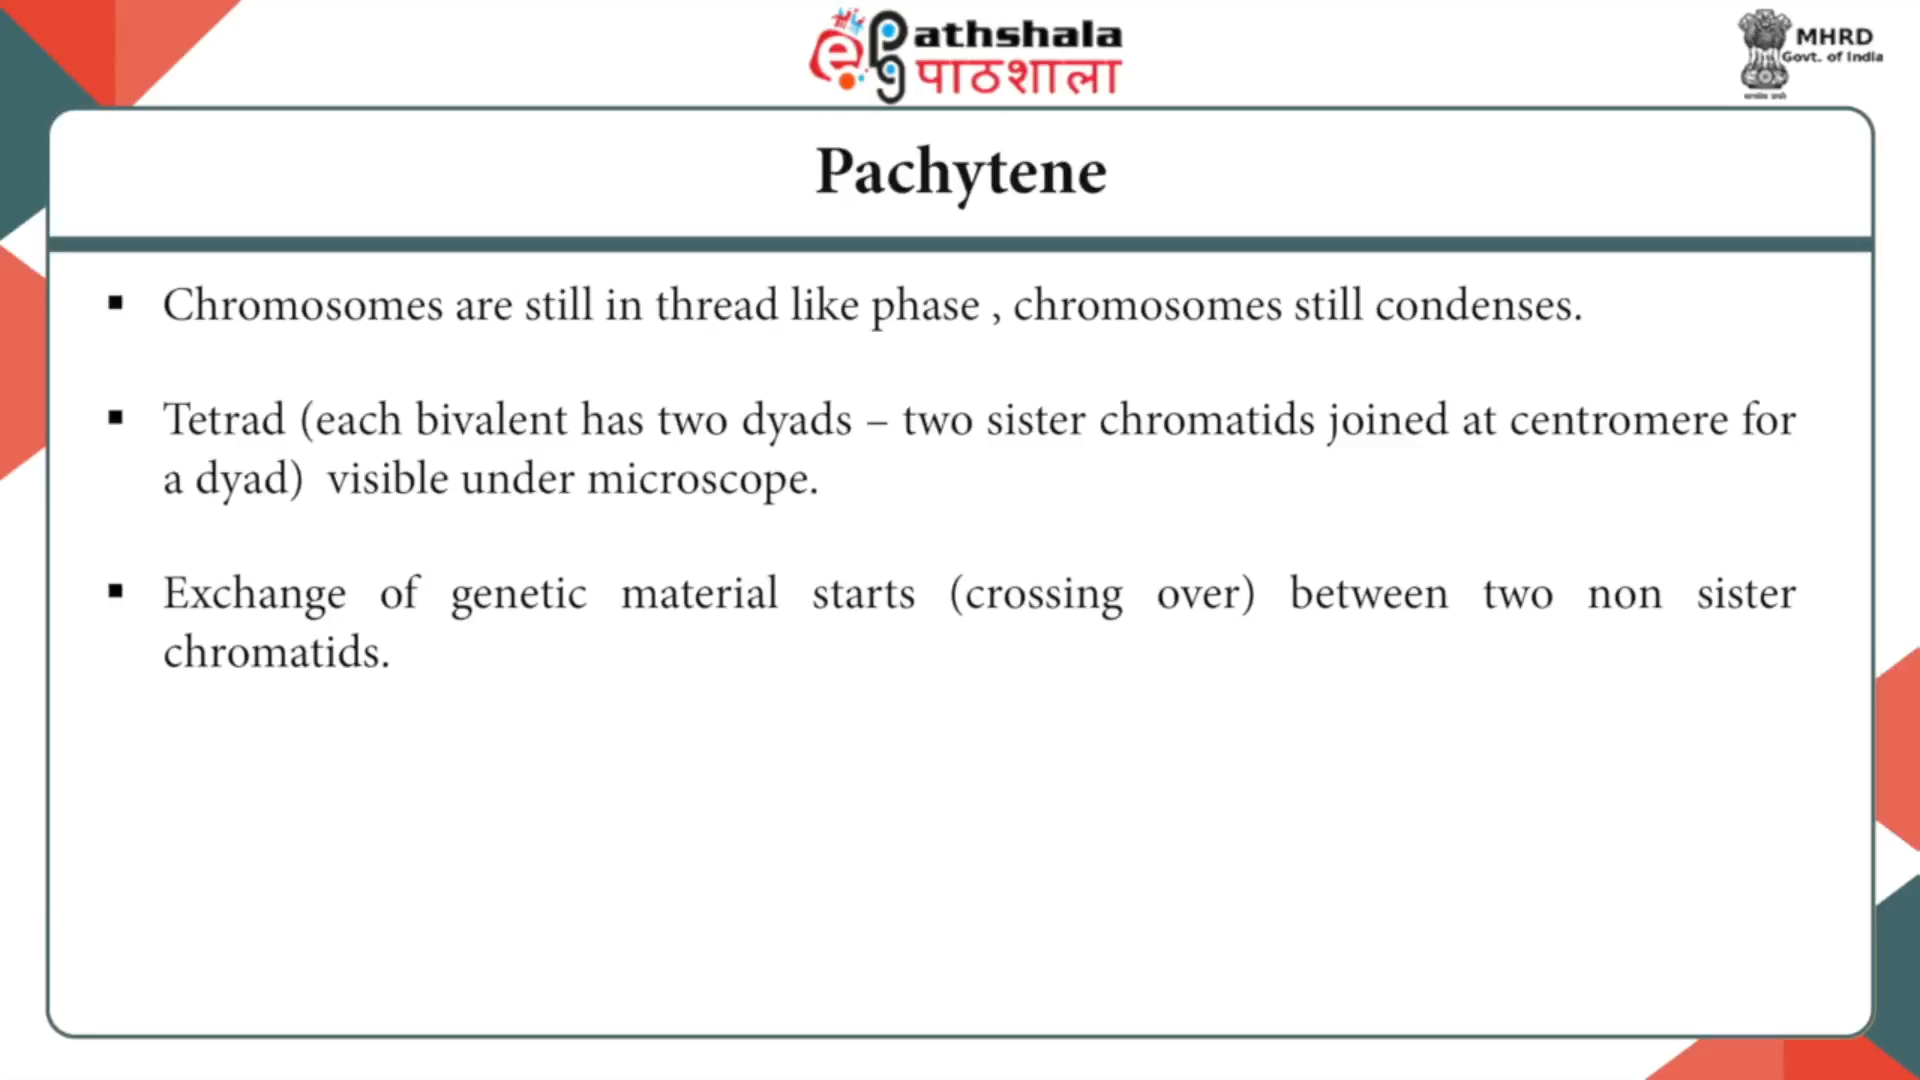 ePathshala
पाठशाला
MHRD
Govt. of India
Pachytene
▪ Chromosomes are still in thread like phase , chromosomes still condenses.
▪ Tetrad (each bivalent has two dyads – two sister chromatids joined at centromere for
a dyad) visible under microscope.
▪ Exchange of genetic material starts (crossing over) between two non sister
chromatids.